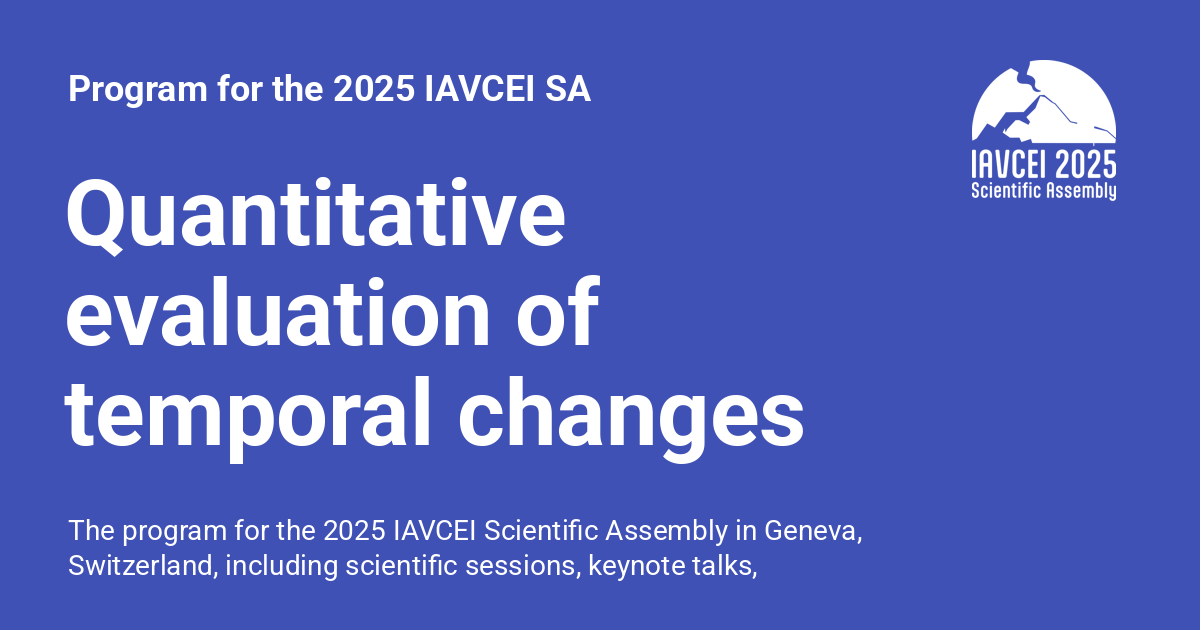 Program for the 2025 IAVCEI SA
IAVCEI 2025
Scientific Assembly
Quantitative
evaluation of
temporal changes
The program for the 2025 IAVCEI Scientific Assembly in Geneva,
Switzerland, including scientific sessions, keynote talks,